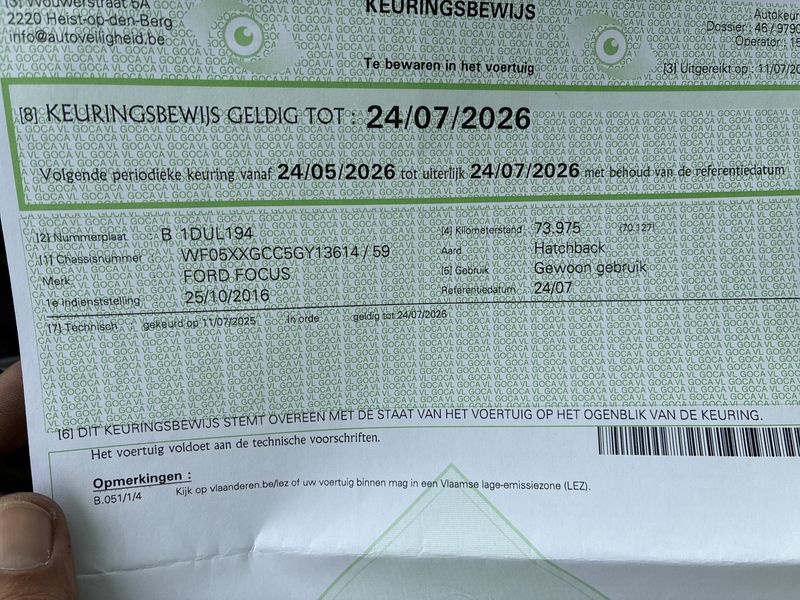 [5] Wouwerstraat 6A
2220 Heist-op-den-Berg
info@autoveiligheid.be
KEURINGSBEWIJS
Te bewaren in het voertuig
Autokeur
Dossier : 46 / 9790
Operator : 15
[3] Uitgereikt op : 11/07/20
[8] KEURINGSBEWIJS GELDIG TOT : 24/07/2026
Volgende periodieke keuring vanaf 24/05/2026 tot uiterlijk 24/07/2026 met behoud van de referentiedatum
[2] Nummerplaat B 1DUL194
[1] Chassisnummer WF05XXGCC5GY13614 / 59
Merk FORD FOCUS
1e indienststelling 25/10/2016
[4] Kilometerstand 73.975 (70.127)
Aard Hatchback
[5] Gebruik Gewoon gebruik
Referentiedatum 24/07
[7] Technisch : gekeurd op 11/07/2025 In orde geldig tot 24/07/2026
[6] DIT KEURINGSBEWIJS STEMT OVEREEN MET DE STAAT VAN HET VOERTUIG OP HET OGENBLIK VAN DE KEURING.
Het voertuig voldoet aan de technische voorschriften.
Opmerkingen :
B.051/1/4 Kijk op vlaanderen.be/lez of uw voertuig binnen mag in een Vlaamse lage-emissiezone (LEZ).